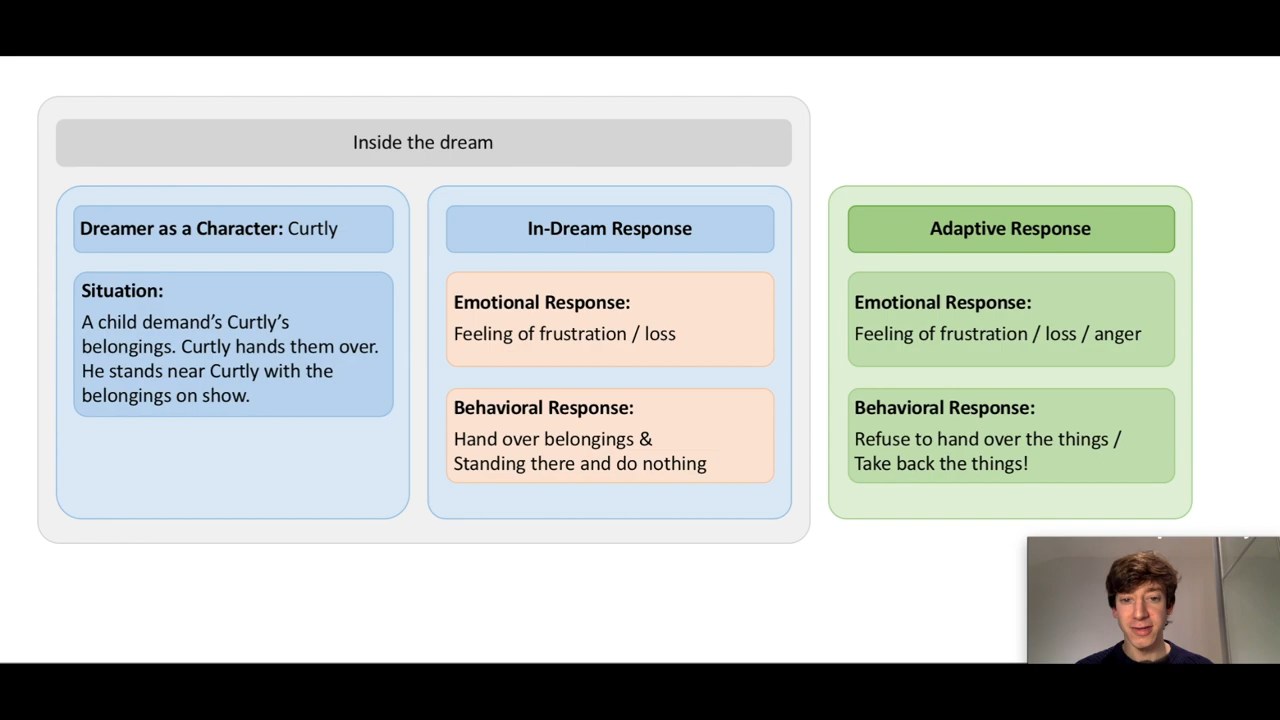 Inside the dream
Dreamer as a Character: Curtly
Situation:
A child demand’s Curtly’s
belongings. Curtly hands them over.
He stands near Curtly with the
belongings on show.
In-Dream Response
Emotional Response:
Feeling of frustration / loss
Behavioral Response:
Hand over belongings &
Standing there and do nothing
Adaptive Response
Emotional Response:
Feeling of frustration / loss / anger
Behavioral Response:
Refuse to hand over the things /
Take back the things!